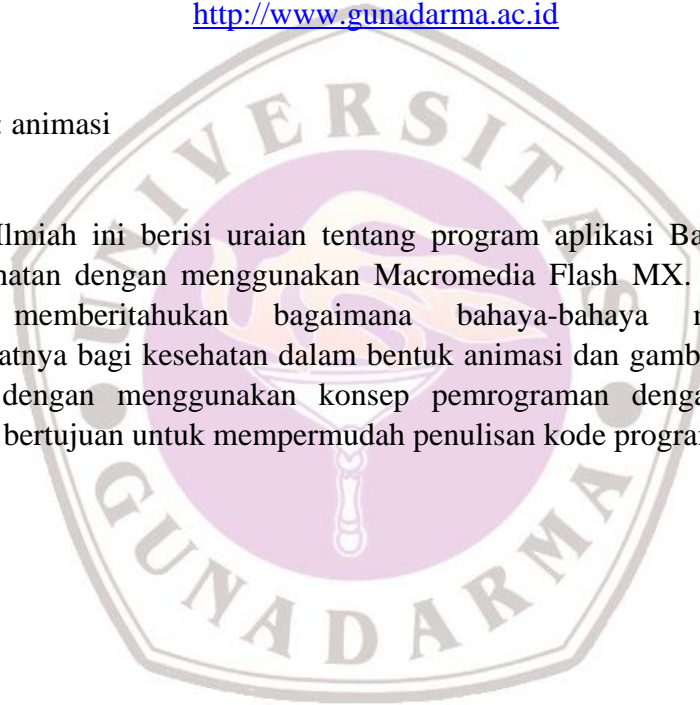 http://www.gunadarma.ac.id
: animasi
Ilmiah ini berisi uraian tentang program aplikasi Ba
hatan dengan menggunakan Macromedia Flash MX.
memberitahukan bagaimana bahaya-bahaya
atnya bagi kesehatan dalam bentuk animasi dan gamb
dengan menggunakan konsep pemrograman denga
bertujuan untuk mempermudah penulisan kode progra
UNIVERSITAS
GUNADARMA